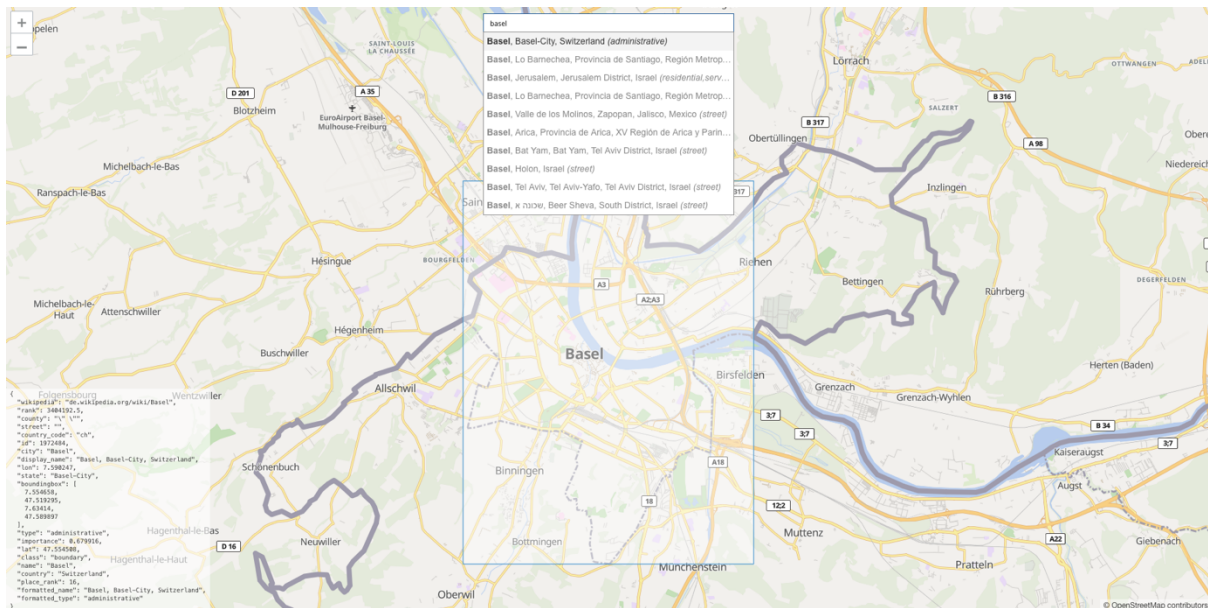 +
−
ppelen
SAINT-LOUIS
LA CHAUSSÉE
A 35
D 201
Blotzheim
EuroAirport Basel-
Mulhouse-Freiburg
Michelbach-le-Bas
Ranspach-le-Bas
Hésingue
BOURGFELDEN
Michelbach-le-
Haut
Attenschwiller
Hégenheim
Buschwiller
Allschwil
Folgensbourg
Wentzwiller
Schönenbuch
Hagenthal-le-Bas
Hagenthal-le-Haut
D 16
Neuwiller
Oberwil
basel
Basel, Basel-City, Switzerland (administrative)
Basel, Lo Barnechea, Provincia de Santiago, Región Metrop...
Basel, Jerusalem, Jerusalem District, Israel (residential,serv...
Basel, Lo Barnechea, Provincia de Santiago, Región Metrop...
Basel, Valle de los Molinos, Zapopan, Jalisco, Mexico (street)
Basel, Arica, Provincia de Arica, XV Región de Arica y Parin...
Basel, Bat Yam, Bat Yam, Tel Aviv District, Israel (street)
Basel, Holon, Israel (street)
Basel, Tel Aviv, Tel Aviv-Yafo, Tel Aviv District, Israel (street)
Basel, שכונה א, Beer Sheva, South District, Israel (street)
Sain
317
A3
A2;A3
Basel
Birsfelden
Binningen
A18
18
Bottmingen
Münchenstein
Lörrach
OTTWANGEN
ADEL
B 316
SALZERT
B 317
Obertüllingen
A 98
Obere
Niedereich
Inzlingen
Riehen
Bettingen
Rührberg
DEGERFELDEN
Herten (Baden)
Grenzach
Grenzach-Wyhlen
3;7
3;7
B 34
3;7
Kaiseraugst
Augst
12;2
Muttenz
A22
Giebenach
Pratteln
{
"wikipedia": "de.wikipedia.org/wiki/Basel",
"rank": 3404192.5,
"county": "\" \"",
"street": "",
"country_code": "ch",
"id": 1972484,
"city": "Basel",
"display_name": "Basel, Basel-City, Switzerland",
"lon": 7.590247,
"state": "Basel-City",
"boundingbox": [
7.554658,
47.519295,
7.63414,
47.589897
],
"type": "administrative",
"importance": 0.679916,
"lat": 47.554508,
"class": "boundary",
"name": "Basel",
"country": "Switzerland",
"place_rank": 16,
"formatted_name": "Basel, Basel-City, Switzerland",
"formatted_type": "administrative"
}
© OpenStreetMap contributors